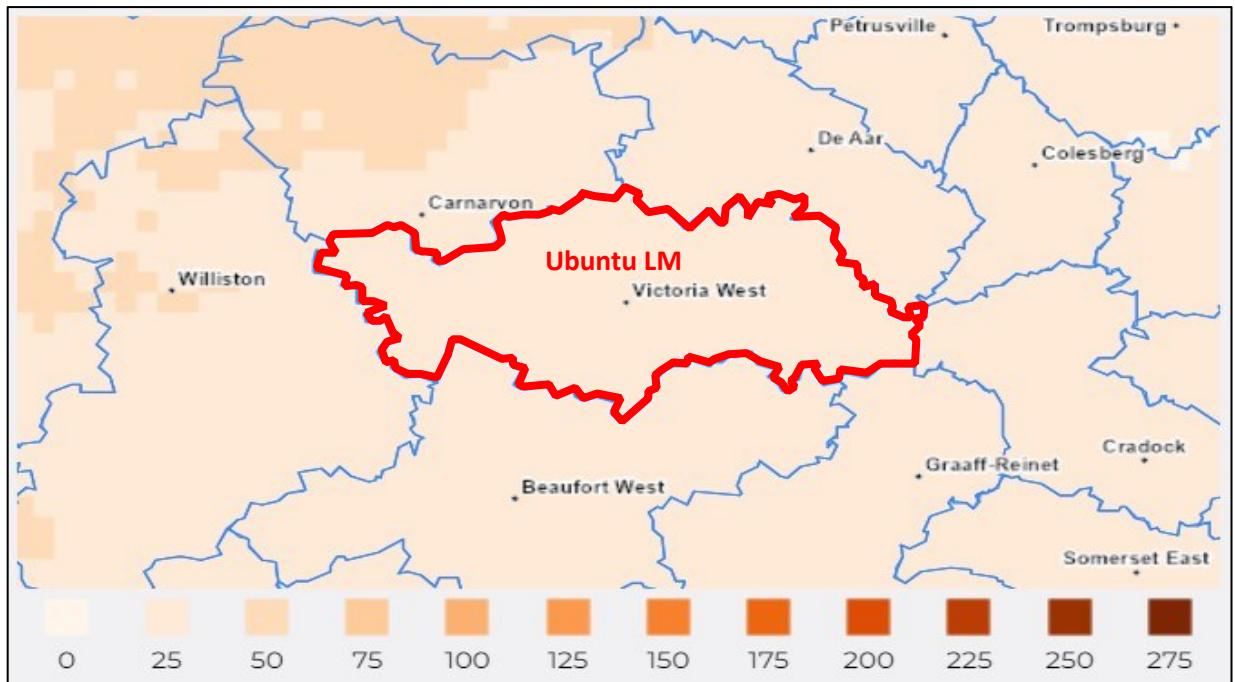 Petrusville
Trompsburg
De Aar
Colesberg
Carnarvon
Ubuntu LM
Williston
Victoria West
Cradock
Graaff-Reinet
Beaufort West
Somerset East
0 25 50 75 100 125 150 175 200 225 250 275